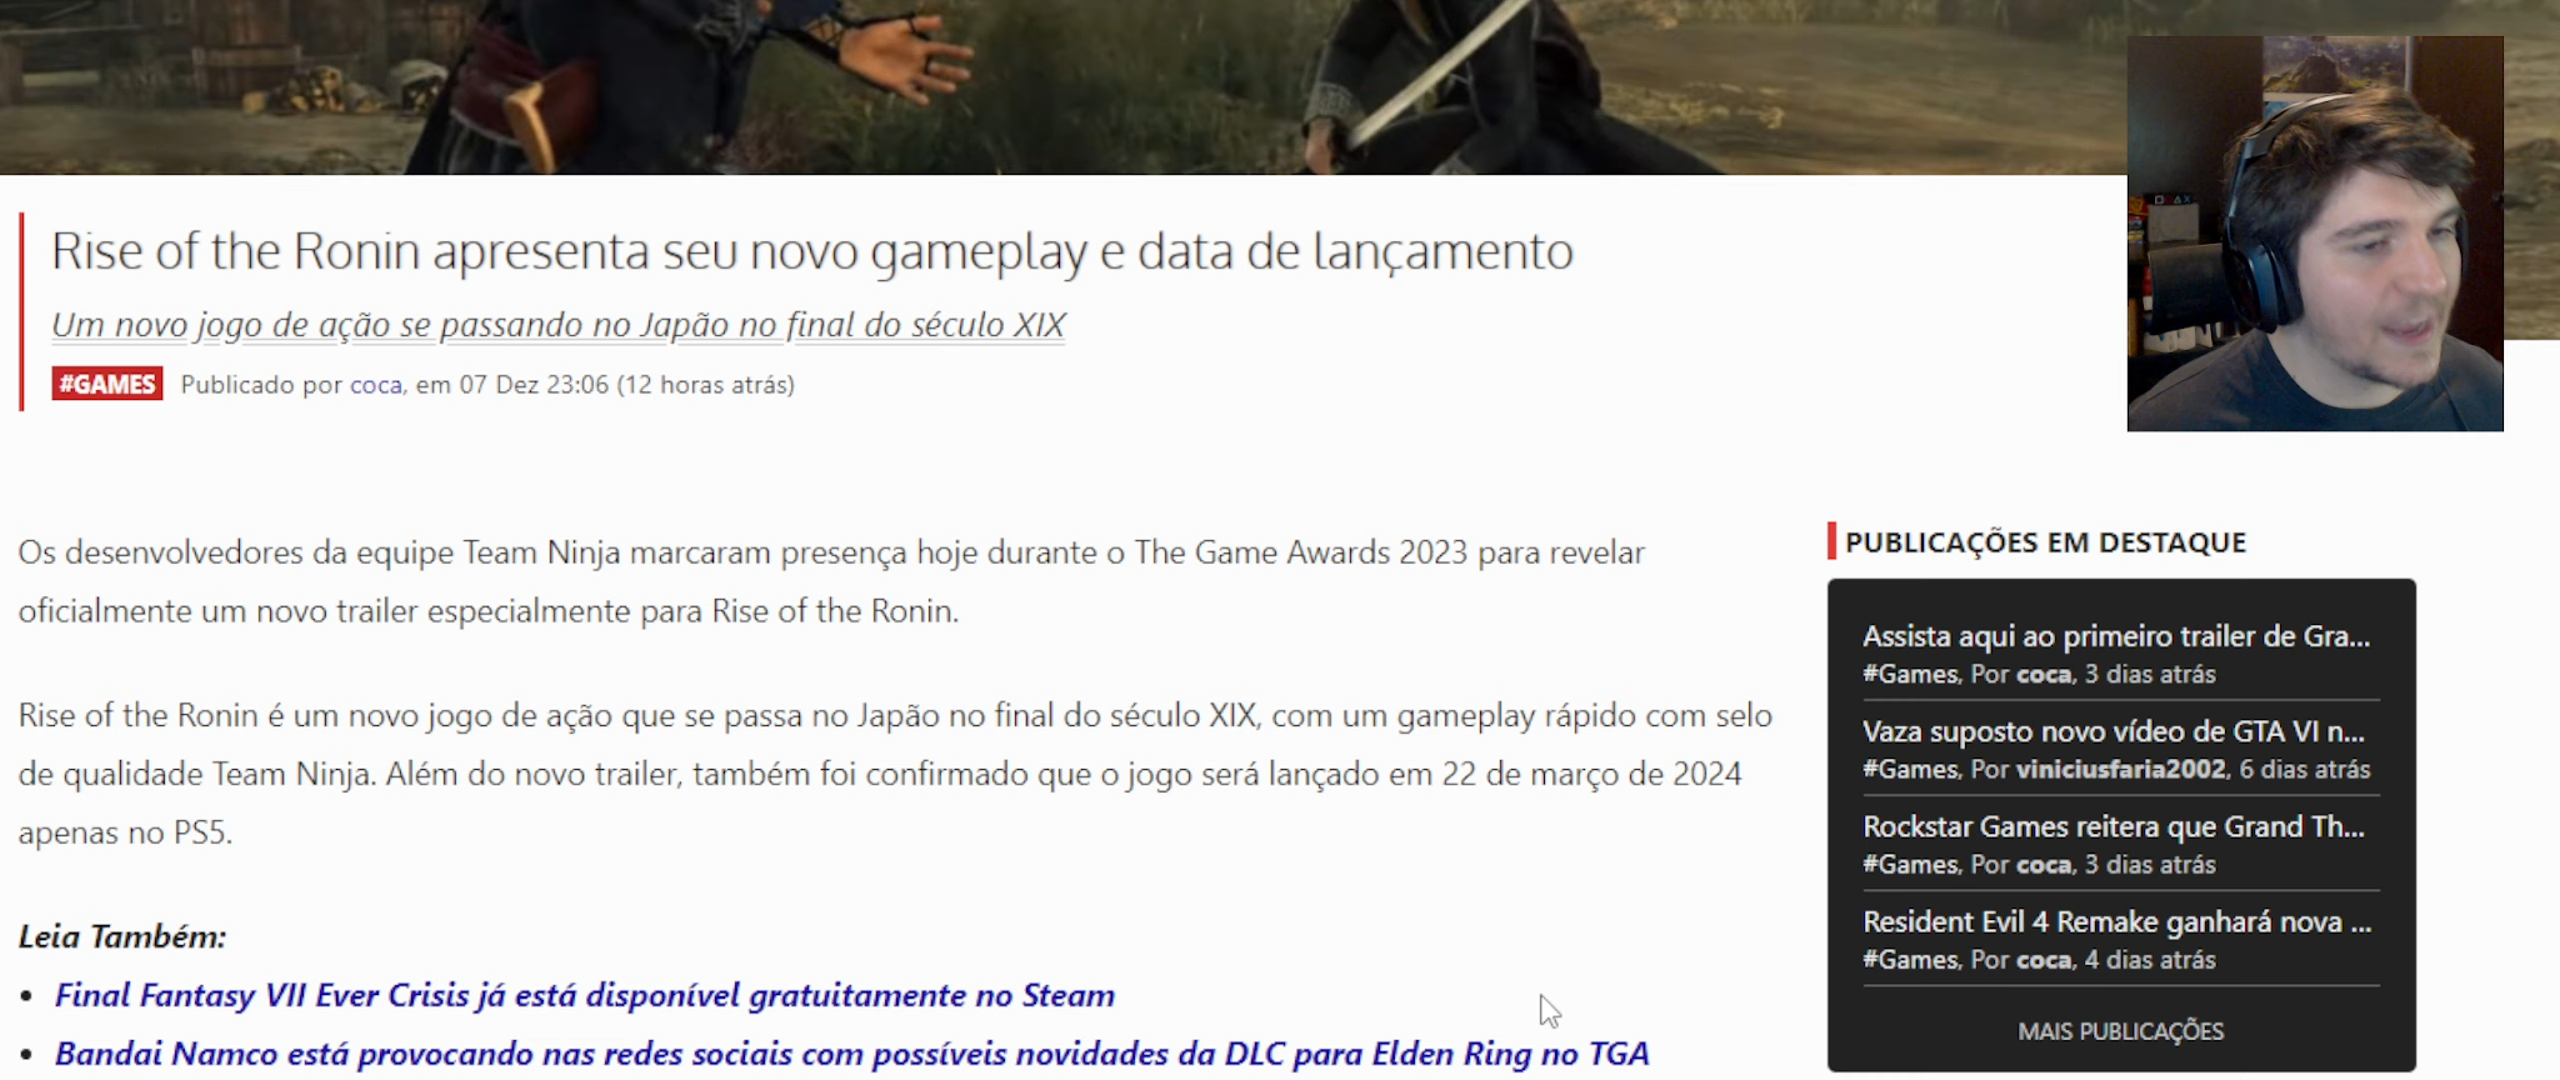 Rise of the Ronin apresenta seu novo gameplay e data de lançamento
Um novo jogo de ação se passando no Japão no final do século XIX
#GAMES Publicado por coca, em 07 Dez 23:06 (12 horas atrás)
Os desenvolvedores da equipe Team Ninja marcaram presença hoje durante o The Game Awards 2023 para revelar
oficialmente um novo trailer especialmente para Rise of the Ronin.
Rise of the Ronin é um novo jogo de ação que se passa no Japão no final do século XIX, com um gameplay rápido com selo
de qualidade Team Ninja. Além do novo trailer, também foi confirmado que o jogo será lançado em 22 de março de 2024
apenas no PS5.
Leia Também:
• Final Fantasy VII Ever Crisis já está disponível gratuitamente no Steam
• Bandai Namco está provocando nas redes sociais com possíveis novidades da DLC para Elden Ring no TGA
PUBLICAÇÕES EM DESTAQUE
Assista aqui ao primeiro trailer de Gra...
#Games, Por coca, 3 dias atrás
Vaza suposto novo vídeo de GTA VI n...
#Games, Por viniciusfaria2002, 6 dias atrás
Rockstar Games reitera que Grand Th...
#Games, Por coca, 3 dias atrás
Resident Evil 4 Remake ganhará nova ...
#Games, Por coca, 4 dias atrás
MAIS PUBLICAÇÕES